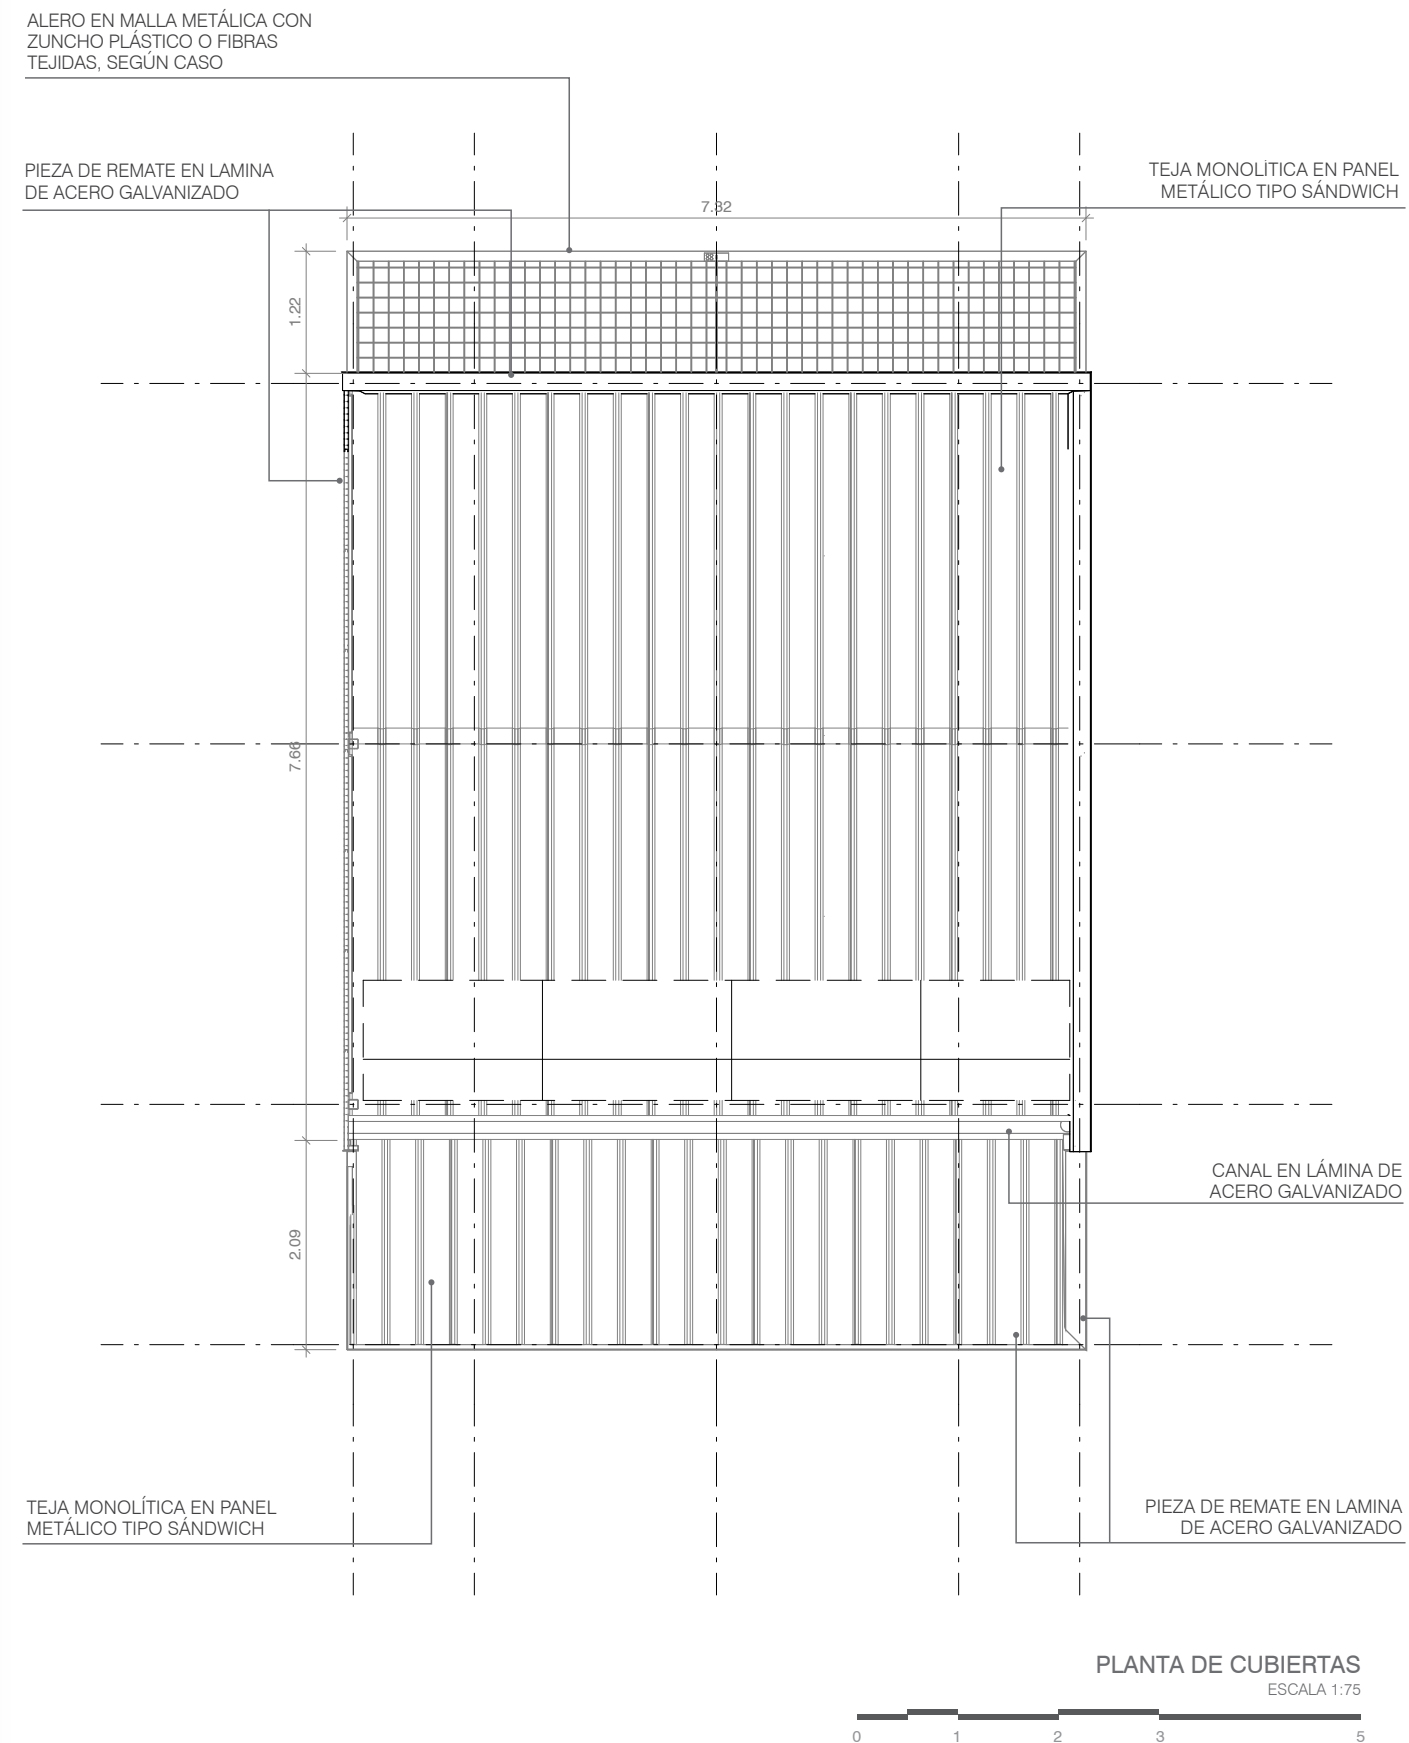 ALERO EN MALLA METÁLICA CON
ZUNCHO PLÁSTICO O FIBRAS
TEJIDAS, SEGÚN CASO
PIEZA DE REMATE EN LAMINA
DE ACERO GALVANIZADO
TEJA MONOLÍTICA EN PANEL
METÁLICO TIPO SÁNDWICH
7.32
1.22
7.66
2.09
CANAL EN LÁMINA DE
ACERO GALVANIZADO
TEJA MONOLÍTICA EN PANEL
METÁLICO TIPO SÁNDWICH
PIEZA DE REMATE EN LAMINA
DE ACERO GALVANIZADO
PLANTA DE CUBIERTAS
ESCALA 1:75
0 1 2 3 5